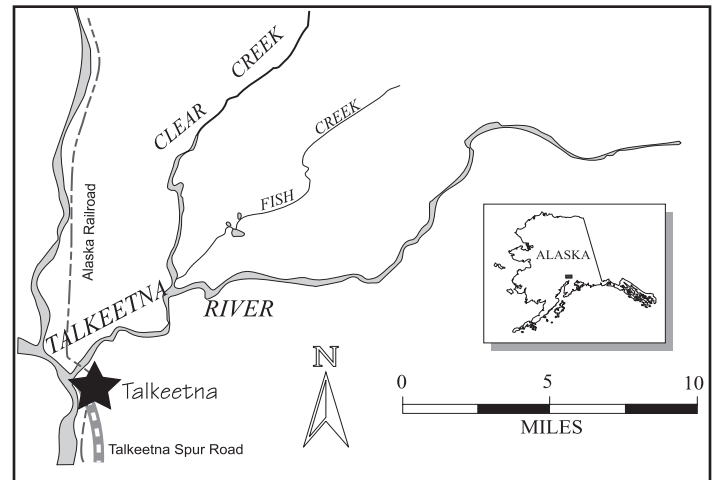 CLEAR CREEK
FISH CREEK
Alaska Railroad
ALASKA
TALKEETNA RIVER
N
Talkeetna
0 5 10
MILES
Talkeetna Spur Road